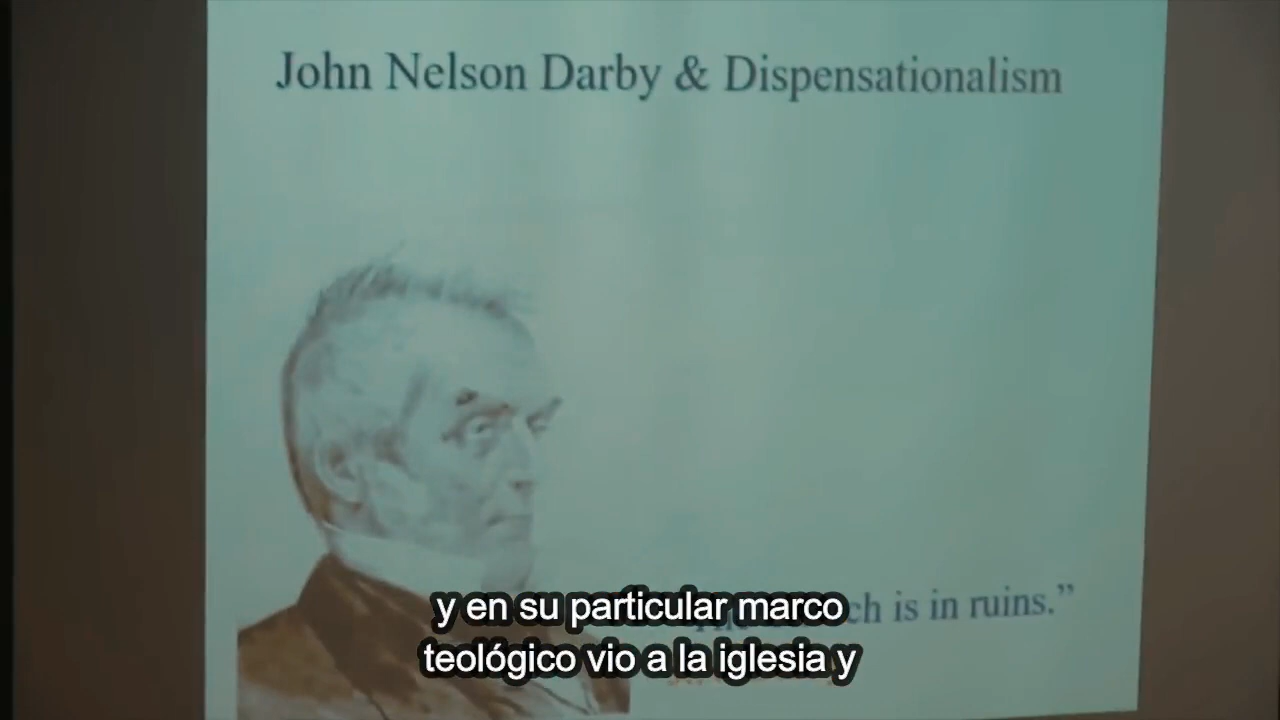 John Nelson Darby & Dispensationalism
ch is in ruins.”
y en su particular marco
teológico vio a la iglesia y